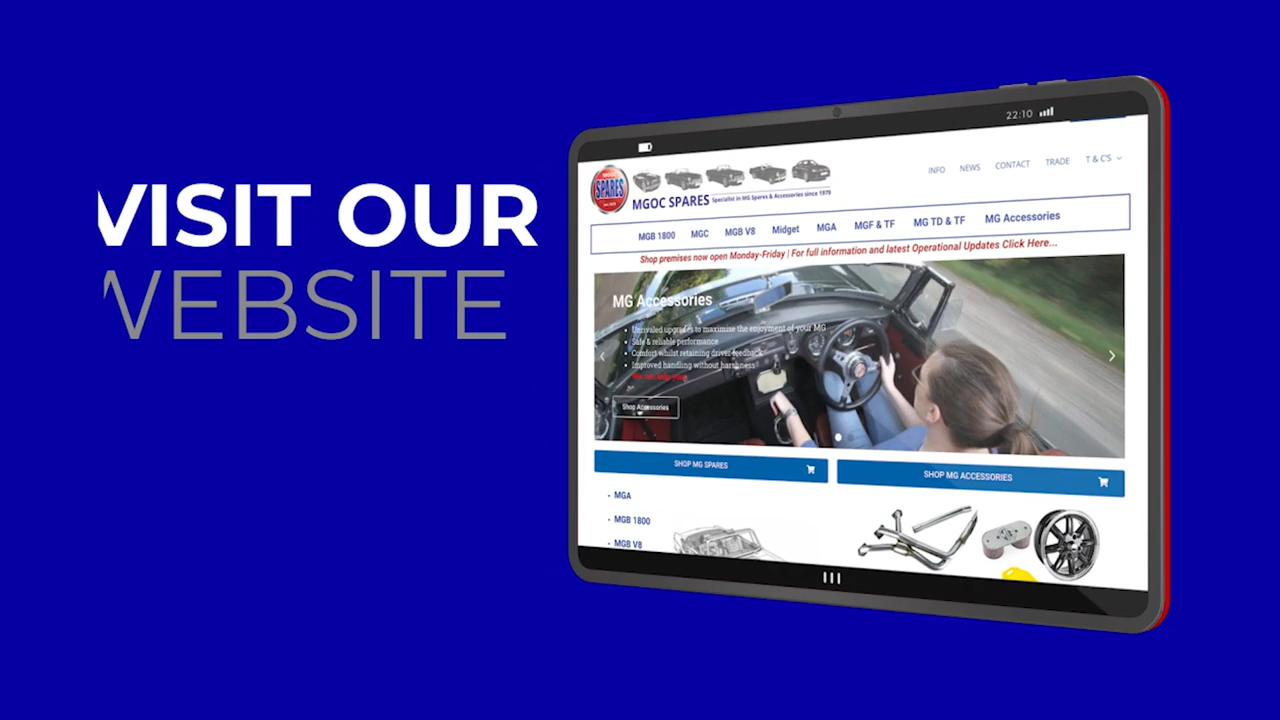 VISIT OUR
WEBSITE
22:10
SPARES
MGOC SPARES
Specialist in MG Spares & Accessories since 1979
INFO NEWS CONTACT TRADE T & C'S
MGB 1800 MGC MGB V8 Midget MGA MGF & TF MG TD & TF MG Accessories
Shop premises now open Monday-Friday | For full information and latest Operational Updates Click Here...
MG Accessories
• Unrivaled upgrades to maximise the enjoyment of your MG
• Safe & reliable performance
• Comfort whilst retaining driver feedback
• Improved handling without harshness
Shop Accessories
SHOP MG SPARES
SHOP MG ACCESSORIES
• MGA
• MGB 1800
• MGB V8